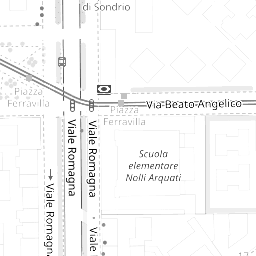 di Sondrio
Piazza
Ferravilla
Via Beato Angelico
Piazza
Ferravilla
Viale Romagna
Viale Romagna
Scuola
elementare
Nolli Arquati
Viale Romagna